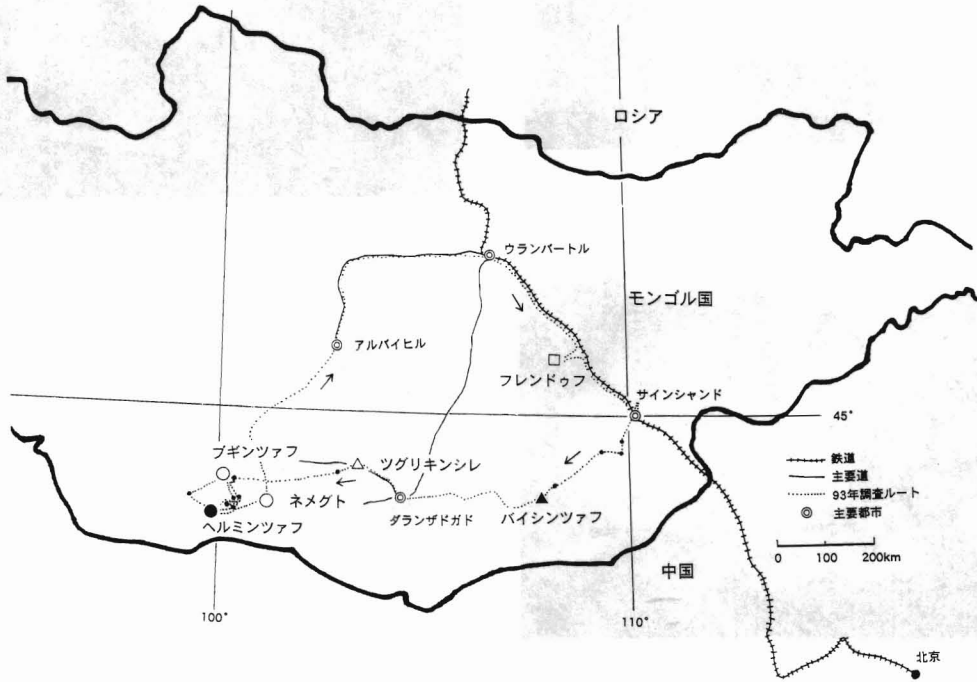 ロシア
ウランバートル
モンゴル国
アルバイヒル
フレンドゥフ
サインシャンド
45°
ブギンツァフ
ツグリキンシレ
ネメグト
ヘルミンツァフ
ダランザドガド
バイシンツァフ
鉄道
主要道
93年調査ルート
主要都市
0 100 200km
中国
100°
110°
北京